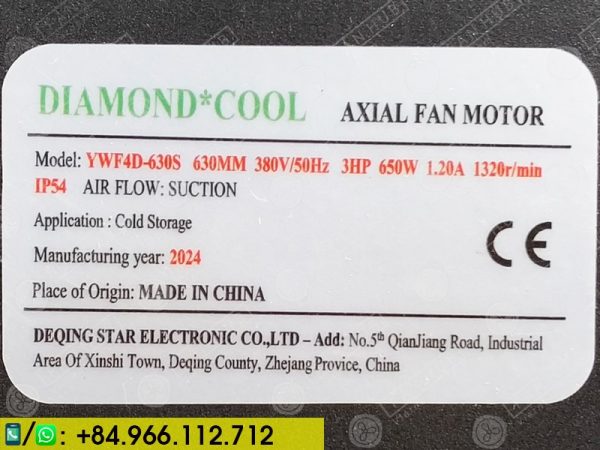 DIAMOND*COOL AXIAL FAN MOTOR
Model: YWF4D-630S 630MM 380V/50Hz 3HP 650W 1.20A 1320r/min
IP54 AIR FLOW: SUCTION
Application : Cold Storage
CE
Manufacturing year: 2024
Place of Origin: MADE IN CHINA
DEQING STAR ELECTRONIC CO.,LTD – Add: No.5th QianJiang Road, Industrial
Area Of Xinshi Town, Deqing County, Zhejang Provice, China
/ : +84.966.112.712